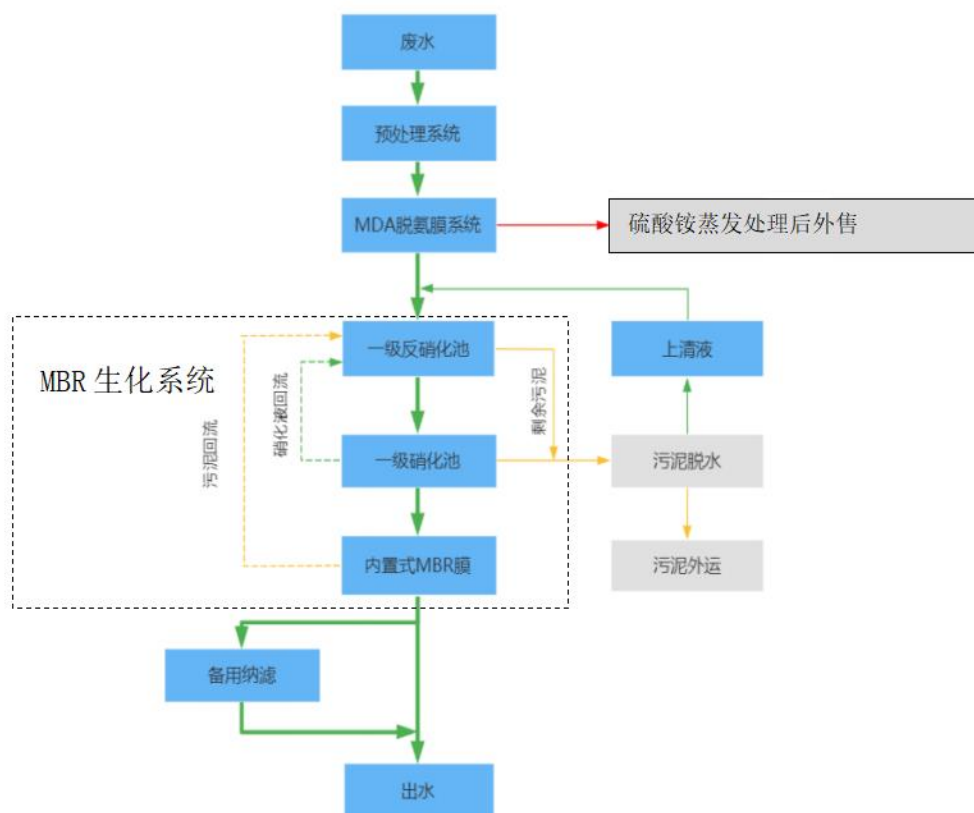 废水
预处理系统
MDA脱氨膜系统
硫酸铵蒸发处理后外售
一级反硝化池
上清液
MBR 生化系统
污泥回流
硝化液回流
剩余污泥
一级硝化池
污泥脱水
内置式MBR膜
污泥外运
备用纳滤
出水